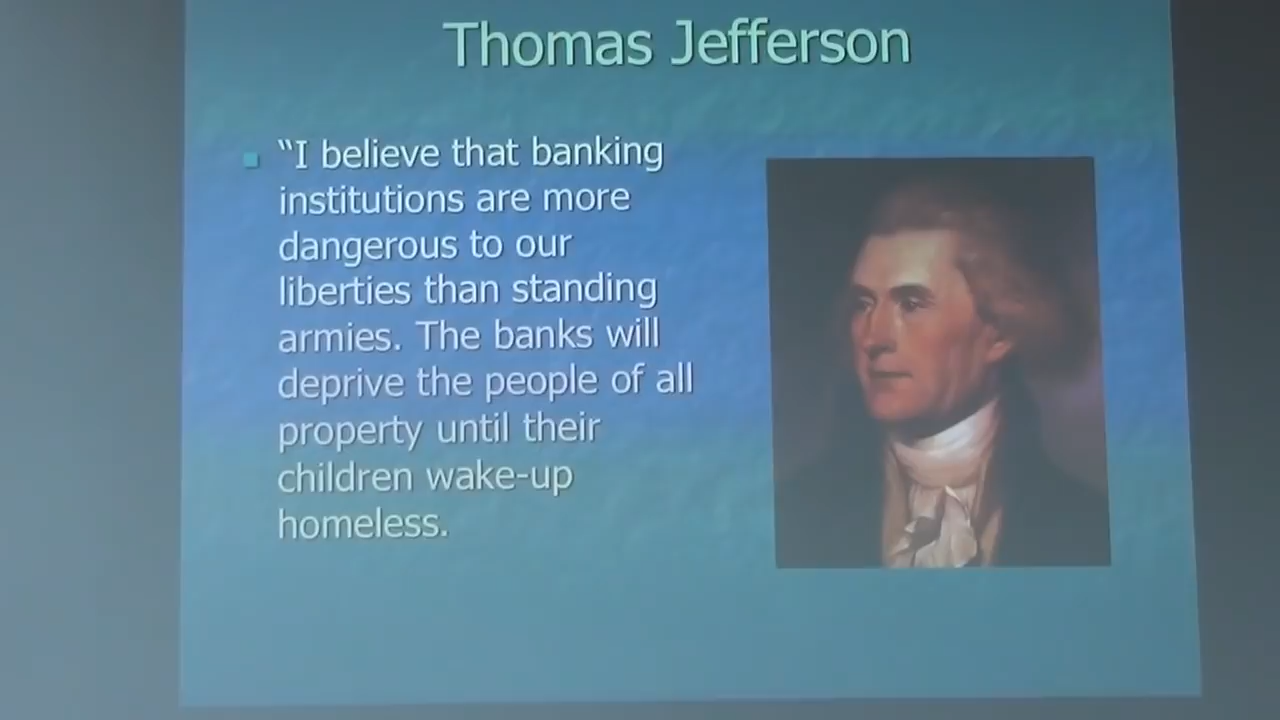 Thomas Jefferson
“I believe that banking
institutions are more
dangerous to our
liberties than standing
armies. The banks will
deprive the people of all
property until their
children wake-up
homeless.